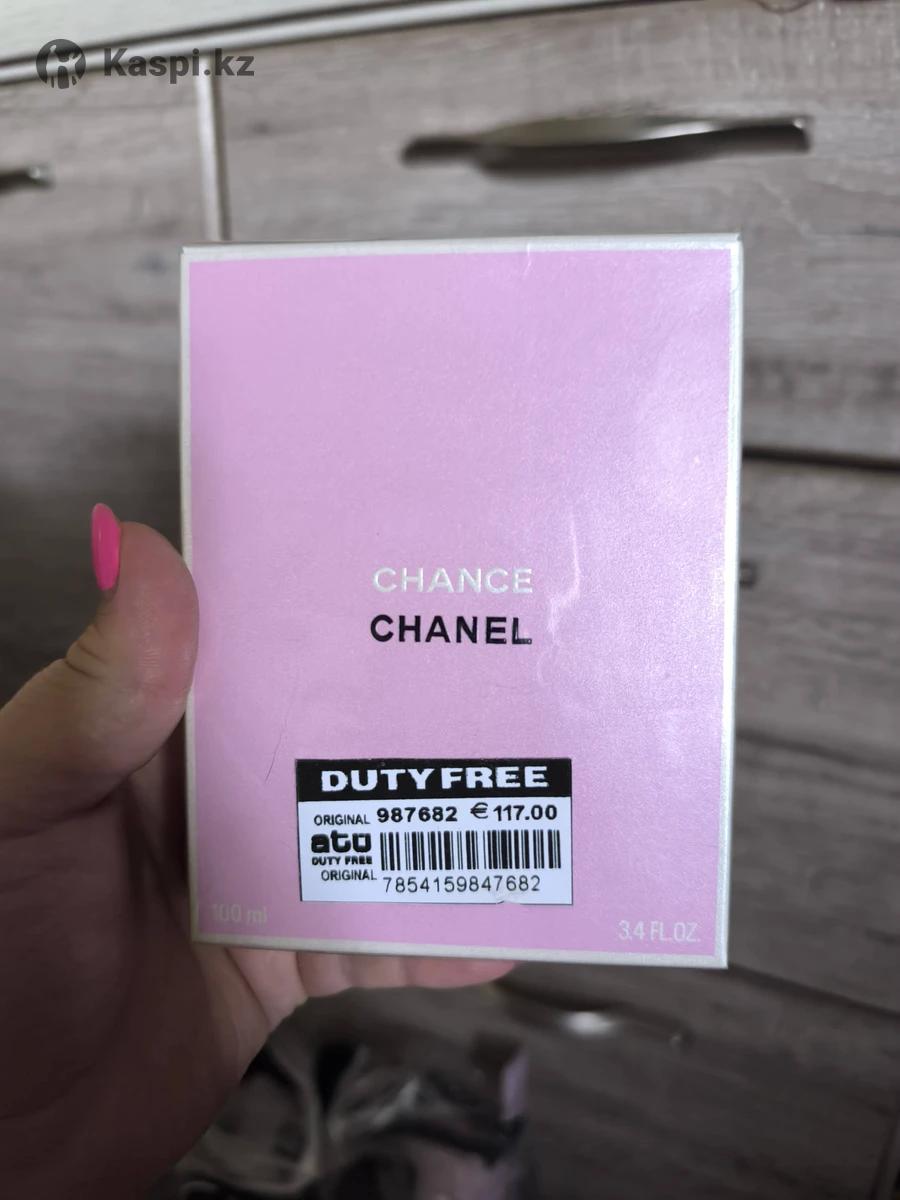 Kaspi.kz
CHANCE
CHANEL
DUTY FREE
ORIGINAL 987682 € 117.00
atu
DUTY FREE
ORIGINAL 7854159847682
100 ml
3.4 FL.OZ.